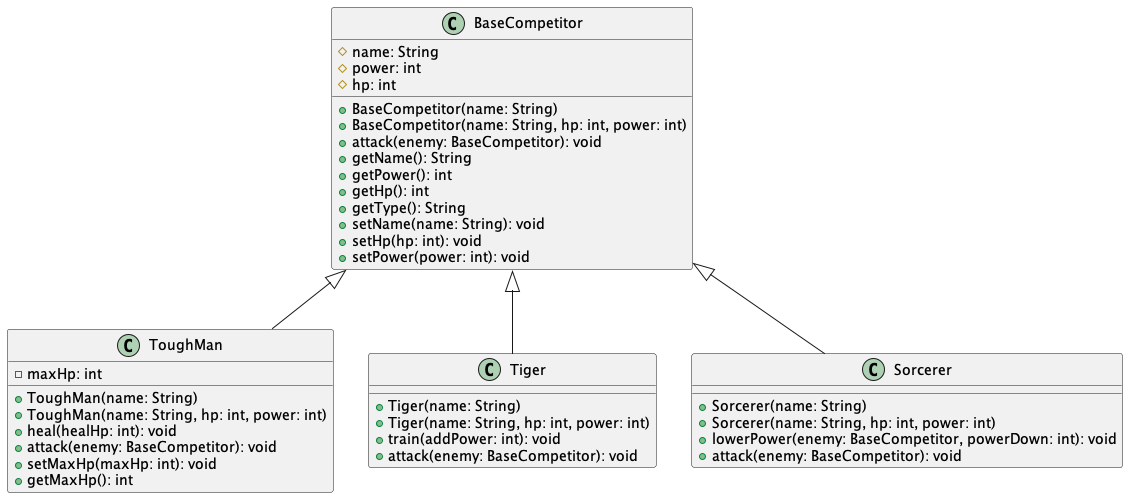 C BaseCompetitor
name: String
power: int
hp: int
BaseCompetitor(name: String)
BaseCompetitor(name: String, hp: int, power: int)
attack(enemy: BaseCompetitor): void
getName(): String
getPower(): int
getHp(): int
getType(): String
setName(name: String): void
setHp(hp: int): void
setPower(power: int): void
C ToughMan
maxHp: int
ToughMan(name: String)
ToughMan(name: String, hp: int, power: int)
heal(healHp: int): void
attack(enemy: BaseCompetitor): void
setMaxHp(maxHp: int): void
getMaxHp(): int
C Tiger
Tiger(name: String)
Tiger(name: String, hp: int, power: int)
train(addPower: int): void
attack(enemy: BaseCompetitor): void
C Sorcerer
Sorcerer(name: String)
Sorcerer(name: String, hp: int, power: int)
lowerPower(enemy: BaseCompetitor, powerDown: int): void
attack(enemy: BaseCompetitor): void